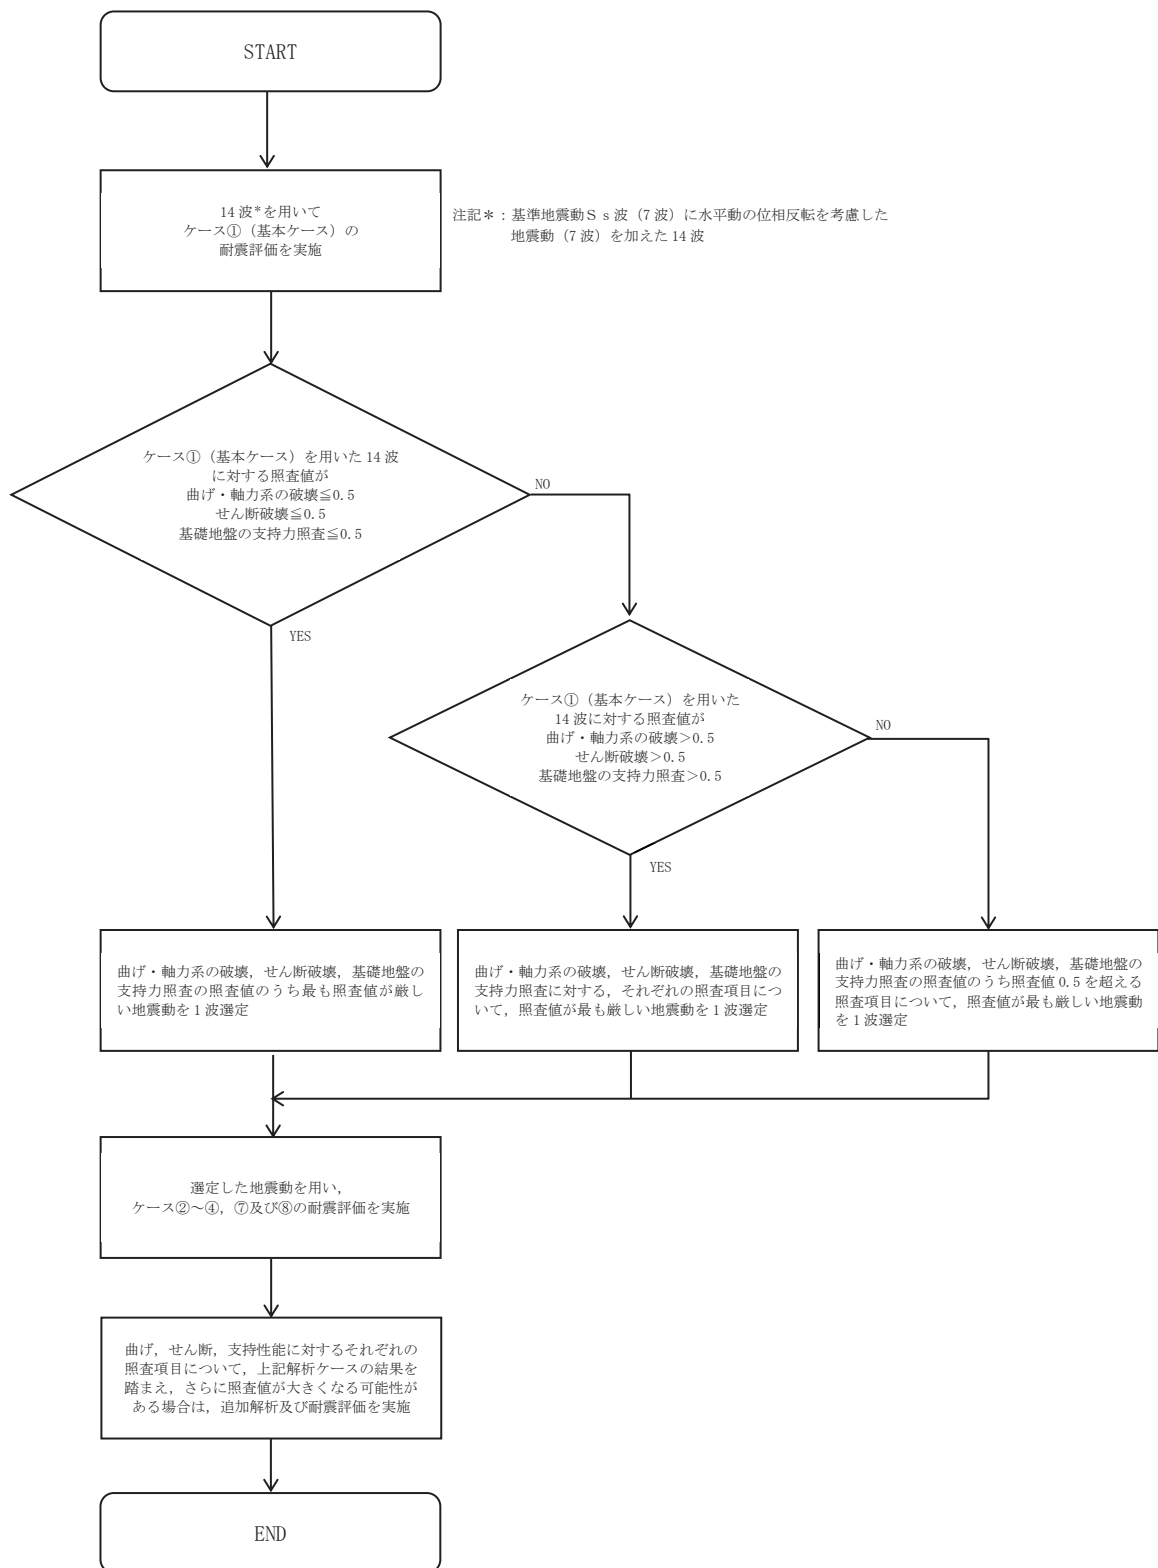 START
14 波*を用いて
ケース①（基本ケース）の
耐震評価を実施
注記＊：基準地震動Ｓｓ波（7 波）に水平動の位相反転を考慮した
地震動（7 波）を加えた 14 波
ケース①（基本ケース）を用いた 14 波
に対する照査値が
曲げ・軸力系の破壊≦0.5
せん断破壊≦0.5
基礎地盤の支持力照査≦0.5
NO
YES
ケース①（基本ケース）を用いた
14 波に対する照査値が
曲げ・軸力系の破壊＞0.5
せん断破壊＞0.5
基礎地盤の支持力照査＞0.5
NO
YES
曲げ・軸力系の破壊，せん断破壊，基礎地盤の
支持力照査の照査値のうち最も照査値が厳し
い地震動を 1 波選定
曲げ・軸力系の破壊，せん断破壊，基礎地盤の
支持力照査に対する，それぞれの照査項目につ
いて，照査値が最も厳しい地震動を 1 波選定
曲げ・軸力系の破壊，せん断破壊，基礎地盤の
支持力照査の照査値のうち照査値 0.5 を超える
照査項目について，照査値が最も厳しい地震動
を 1 波選定
選定した地震動を用い，
ケース②～④，⑦及び⑧の耐震評価を実施
曲げ，せん断，支持性能に対するそれぞれの
照査項目について，上記解析ケースの結果を
踏まえ，さらに照査値が大きくなる可能性が
ある場合は，追加解析及び耐震評価を実施
END